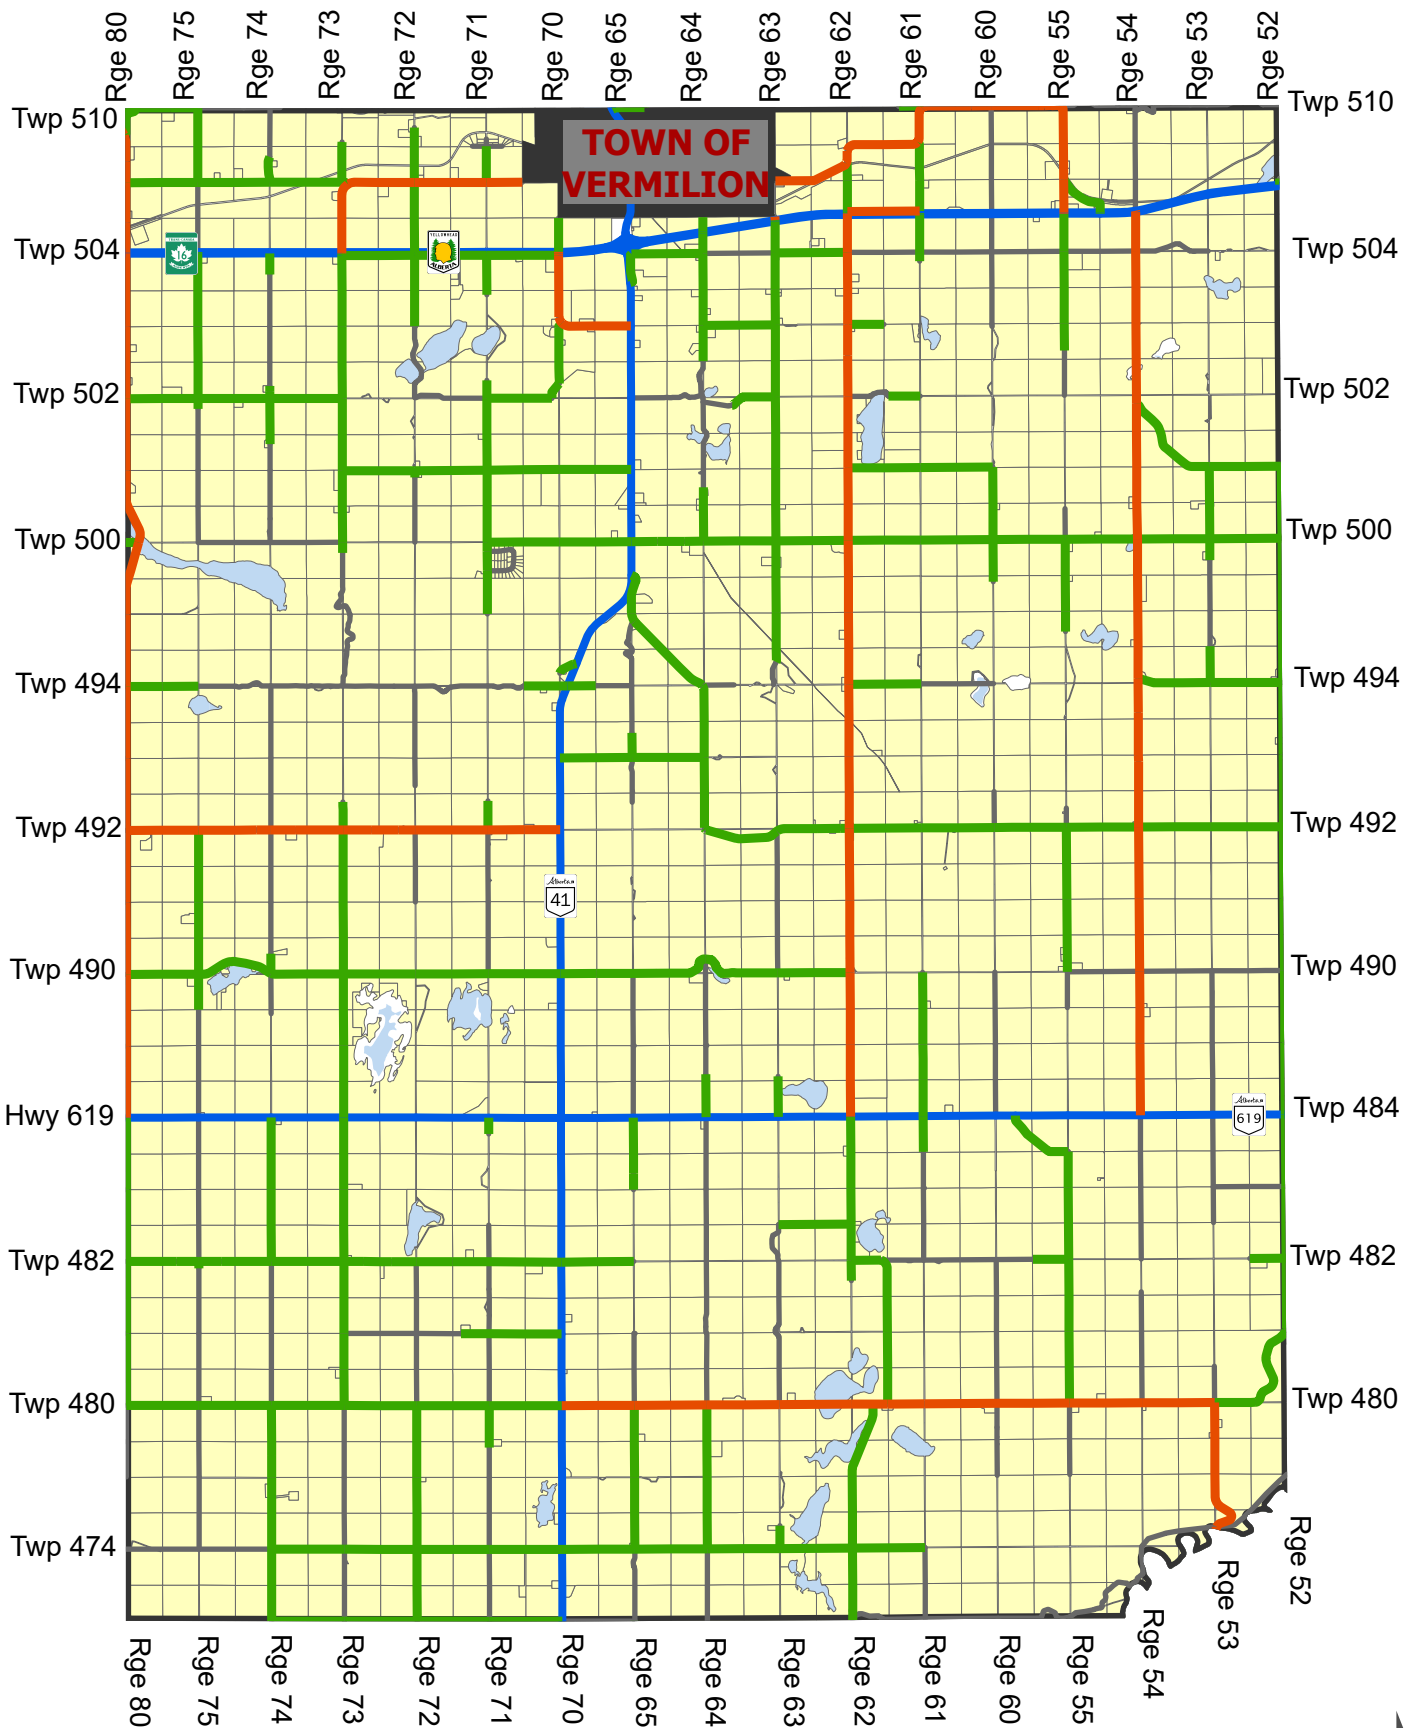 Rge 80
Rge 75
Rge 74
Rge 73
Rge 72
Rge 71
Rge 70
Rge 65
Rge 64
Rge 63
Rge 62
Rge 61
Rge 60
Rge 55
Rge 54
Rge 53
Rge 52
Twp 510
Twp 510
TOWN OF
VERMILION
Twp 504
16
YELLOWHEAD
ALBERTA
Twp 504
Twp 502
Twp 502
Twp 500
Twp 500
Twp 494
Twp 494
Twp 492
Twp 492
Alberta
41
Twp 490
Twp 490
Hwy 619
Alberta
619
Twp 484
Twp 482
Twp 482
Twp 480
Twp 480
Twp 474
Rge 80
Rge 75
Rge 74
Rge 73
Rge 72
Rge 71
Rge 70
Rge 65
Rge 64
Rge 63
Rge 62
Rge 61
Rge 60
Rge 55
Rge 54
Rge 53
Rge 52